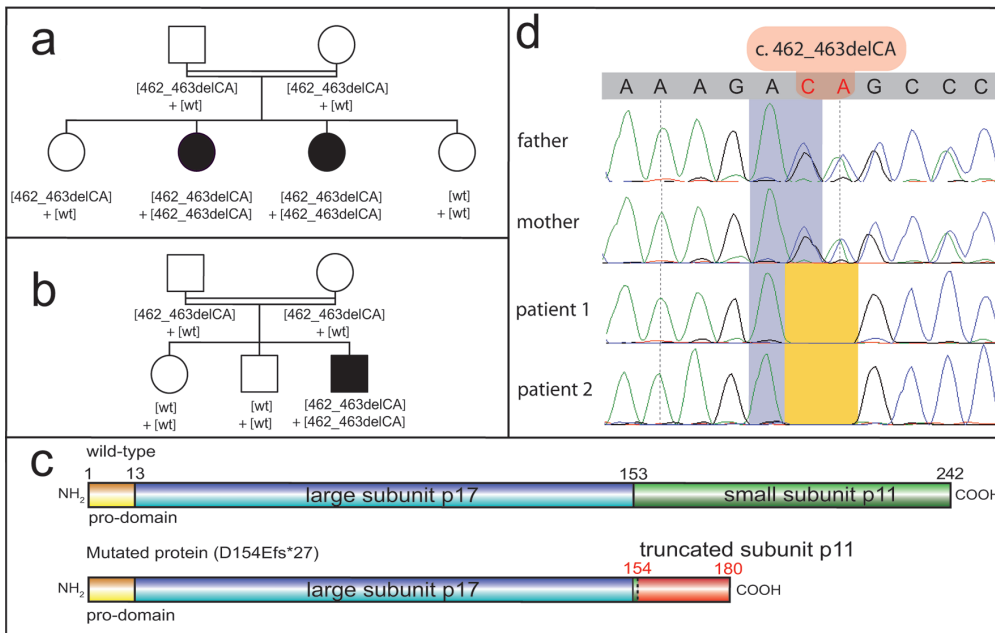 a
[462_463delCA]
+ [wt]
[462_463delCA]
+ [wt]
[462_463delCA]
+ [wt]
[462_463delCA]
+ [462_463delCA]
[462_463delCA]
+ [462_463delCA]
[wt]
+ [wt]
b
[462_463delCA]
+ [wt]
[462_463delCA]
+ [wt]
[wt]
+ [wt]
[wt]
+ [wt]
[462_463delCA]
+ [462_463delCA]
d
c. 462_463delCA
A A A G A C A G C C C
father
mother
patient 1
patient 2
c
wild-type
1 13 153 242
NH2 large subunit p17 small subunit p11 COOH
pro-domain
Mutated protein (D154Efs*27)
truncated subunit p11
154 180
NH2 large subunit p17 COOH
pro-domain